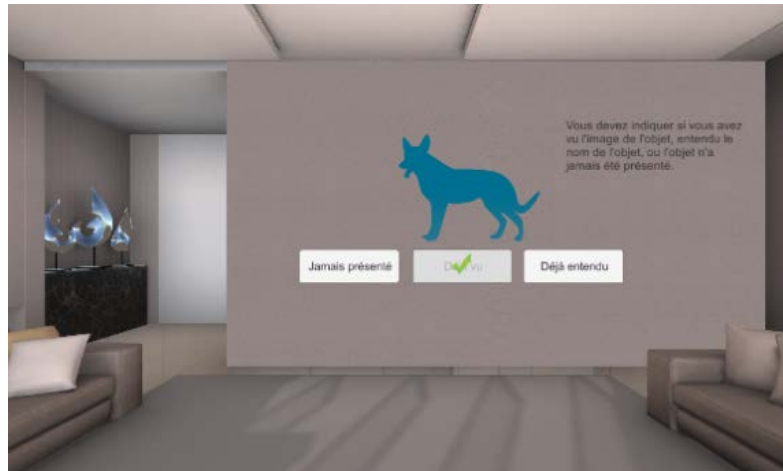 Vous devez indiquer si vous avez
vu l'image de l'objet, entendu le
nom de l'objet, ou l'objet n'a
jamais été présenté.
Jamais présenté
Déjà entendu